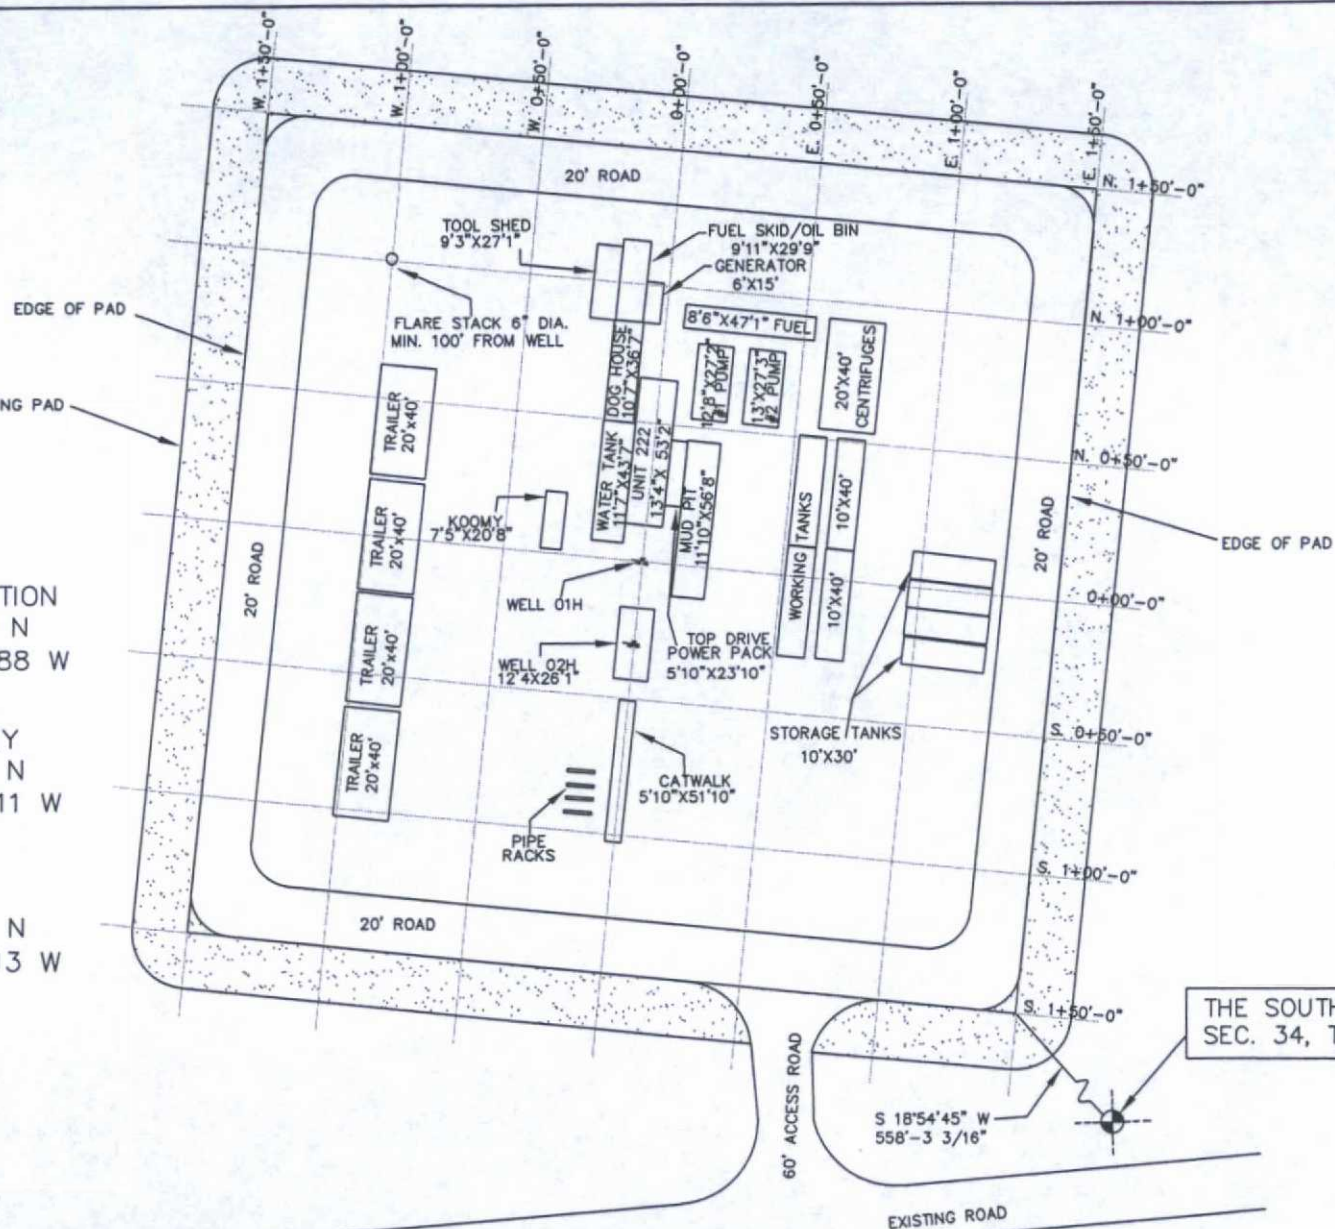 W. 1+50'-0"
W. 1+00'-0"
W. 0+50'-0"
0+00'-0"
E. 0+50'-0"
E. 1+00'-0"
E. 1+50'-0"
N. 1+50'-0"
N. 1+00'-0"
N. 0+50'-0"
0+00'-0"
S. 0+50'-0"
S. 1+00'-0"
S. 1+50'-0"
20' ROAD
TOOL SHED
9'3"X27'1"
FUEL SKID/OIL BIN
9'11"X29'9"
GENERATOR
6'X15'
EDGE OF PAD
FLARE STACK 6" DIA.
MIN. 100' FROM WELL
8'6"X47'1" FUEL
DOG HOUSE
10'7"X36'7"
12'8"X27'2"
#1 PUMP
13'X27'3"
#2 PUMP
20'X40'
CENTRIFUGES
NG PAD
TRAILER
20'x40'
WATER TANK
11'7"X43'7"
UNIT 222
13'4"X 53'2"
MUD PIT
11'10"X56'8"
WORKING TANKS
10'X40'
10'X40'
KOOMY
7'5"X20'8"
TRAILER
20'x40'
20' ROAD
20' ROAD
EDGE OF PAD
TION
N
88 W
WELL 01H
TRAILER
20'x40'
WELL 02H
12'4X26'1"
TOP DRIVE
POWER PACK
5'10"X23'10"
STORAGE TANKS
10'X30'
Y
N
11 W
TRAILER
20'x40'
CATWALK
5'10"X51'10"
PIPE
RACKS
N
13 W
20' ROAD
THE SOUTH
SEC. 34, T
60' ACCESS ROAD
S 18°54'45" W
558'-3 3/16"
EXISTING ROAD